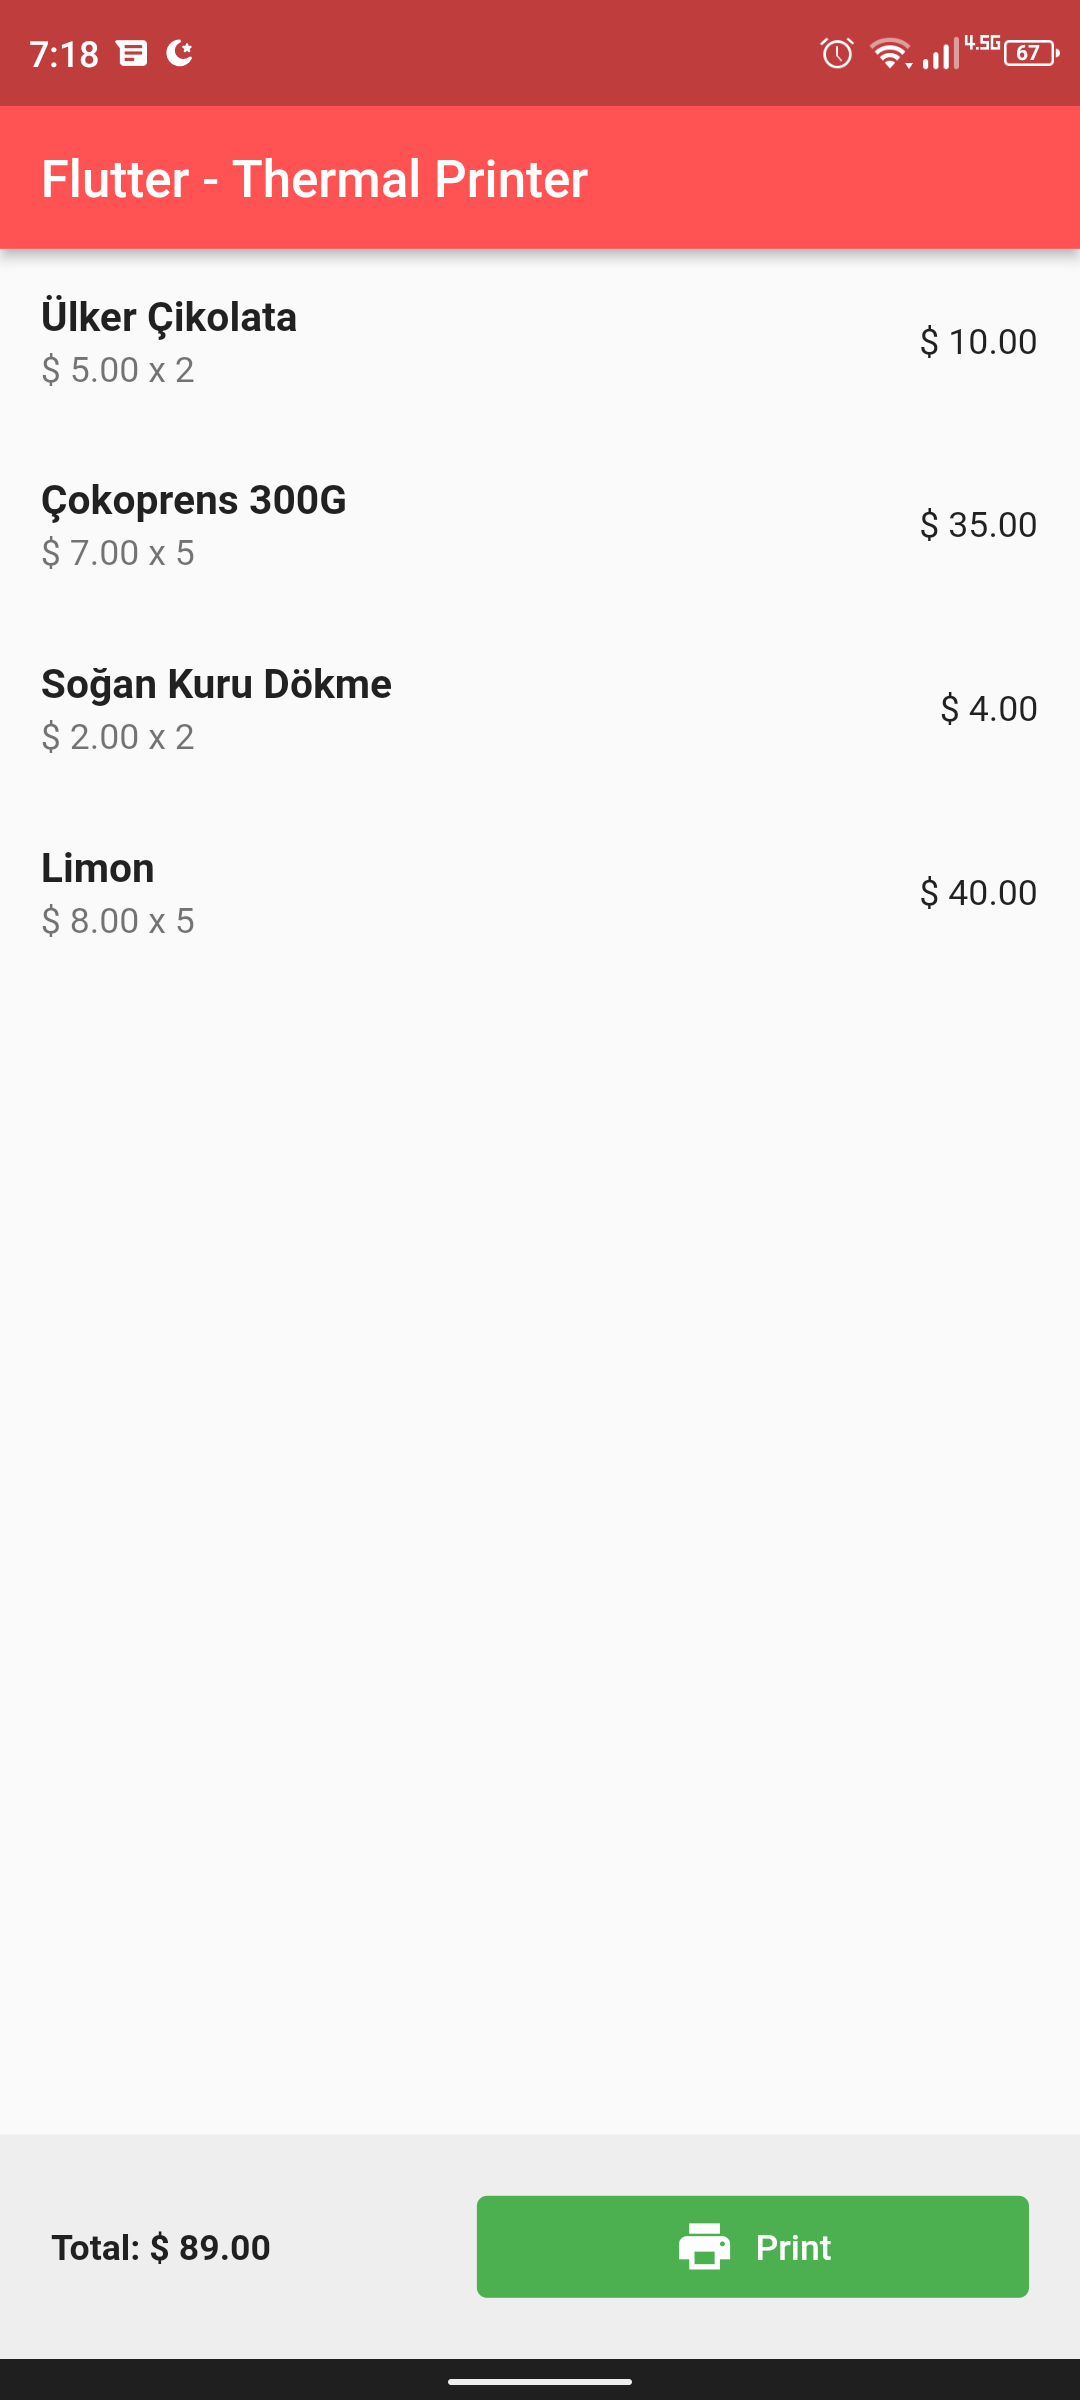 7:18
4.5G
67
Flutter - Thermal Printer
Ülker Çikolata
$ 5.00 x 2
$ 10.00
Çokoprens 300G
$ 7.00 x 5
$ 35.00
Soğan Kuru Dökme
$ 2.00 x 2
$ 4.00
Limon
$ 8.00 x 5
$ 40.00
Total: $ 89.00
Print